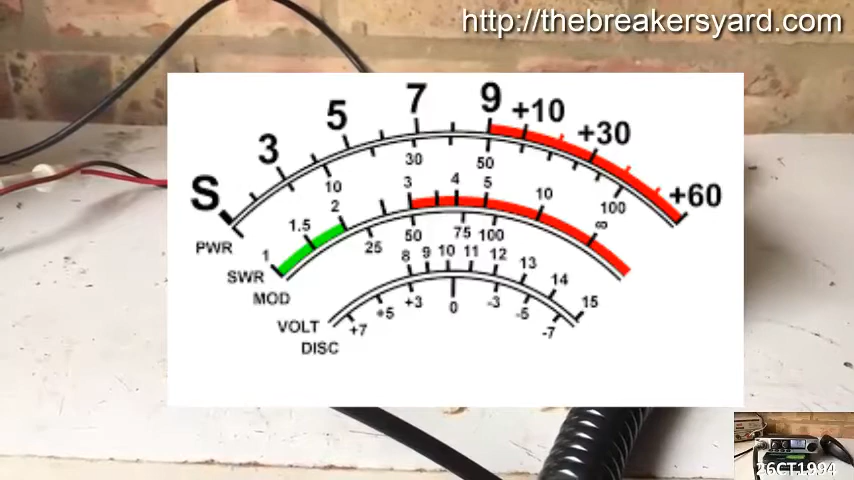 http://thebreakersyard.com
S 3 5 7 9 +10 +30 +60
PWR 10 30 50 100
SWR 1 1.5 2 3 4 5 10 ∞
MOD 25 50 75 100
VOLT 8 9 10 11 12 13 14 15
DISC +7 +5 +3 0 -3 -5 -7
26CT1994